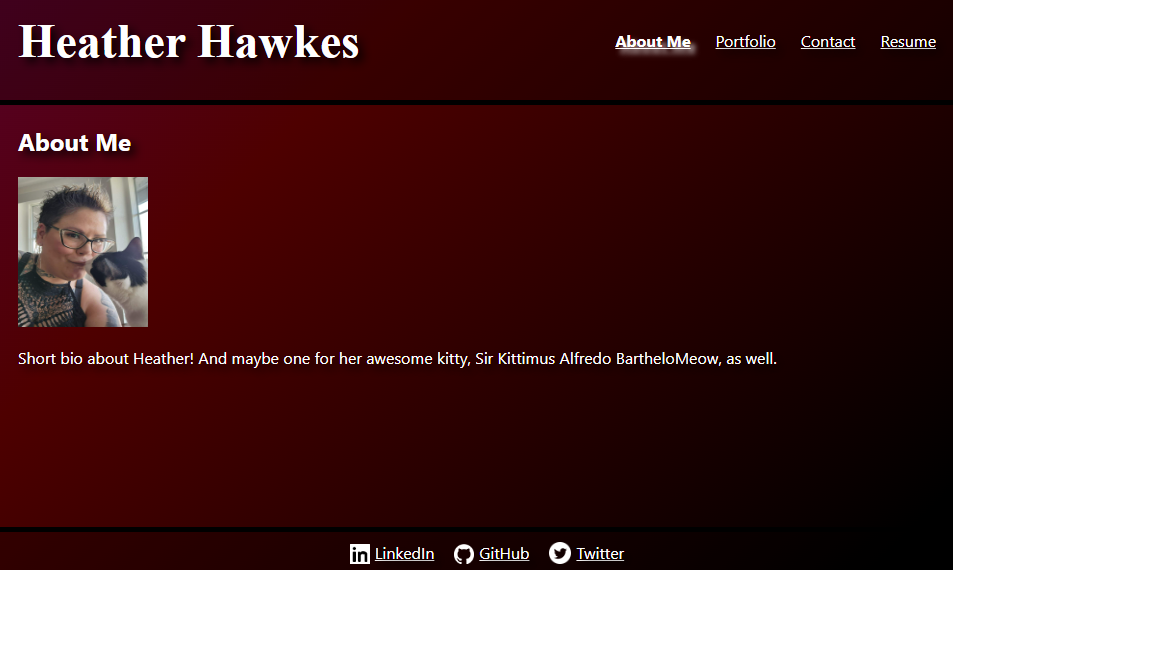 Heather Hawkes
About Me Portfolio Contact Resume
About Me
Short bio about Heather! And maybe one for her awesome kitty, Sir Kittimus Alfredo BartheloMeow, as well.
in LinkedIn GitHub Twitter